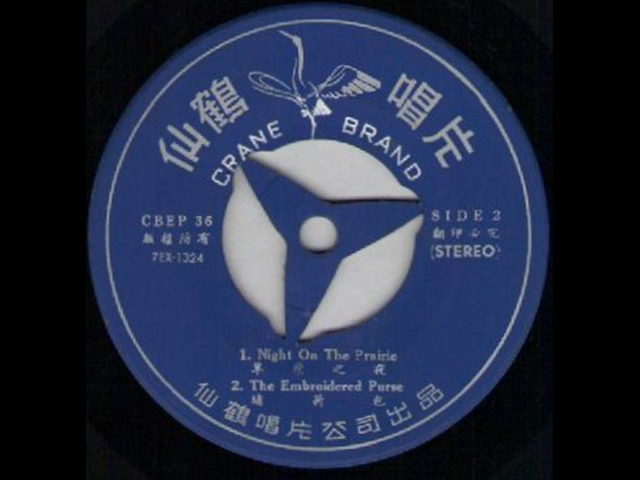 仙鶴唱片
CRANE BRAND
CBEP 36
版權所有
7EX-1324
SIDE 2
翻印必究
(STEREO)
1. Night On The Prairie
草原之夜
2. The Embroidered Purse
繡荷包
仙鶴唱片公司出品